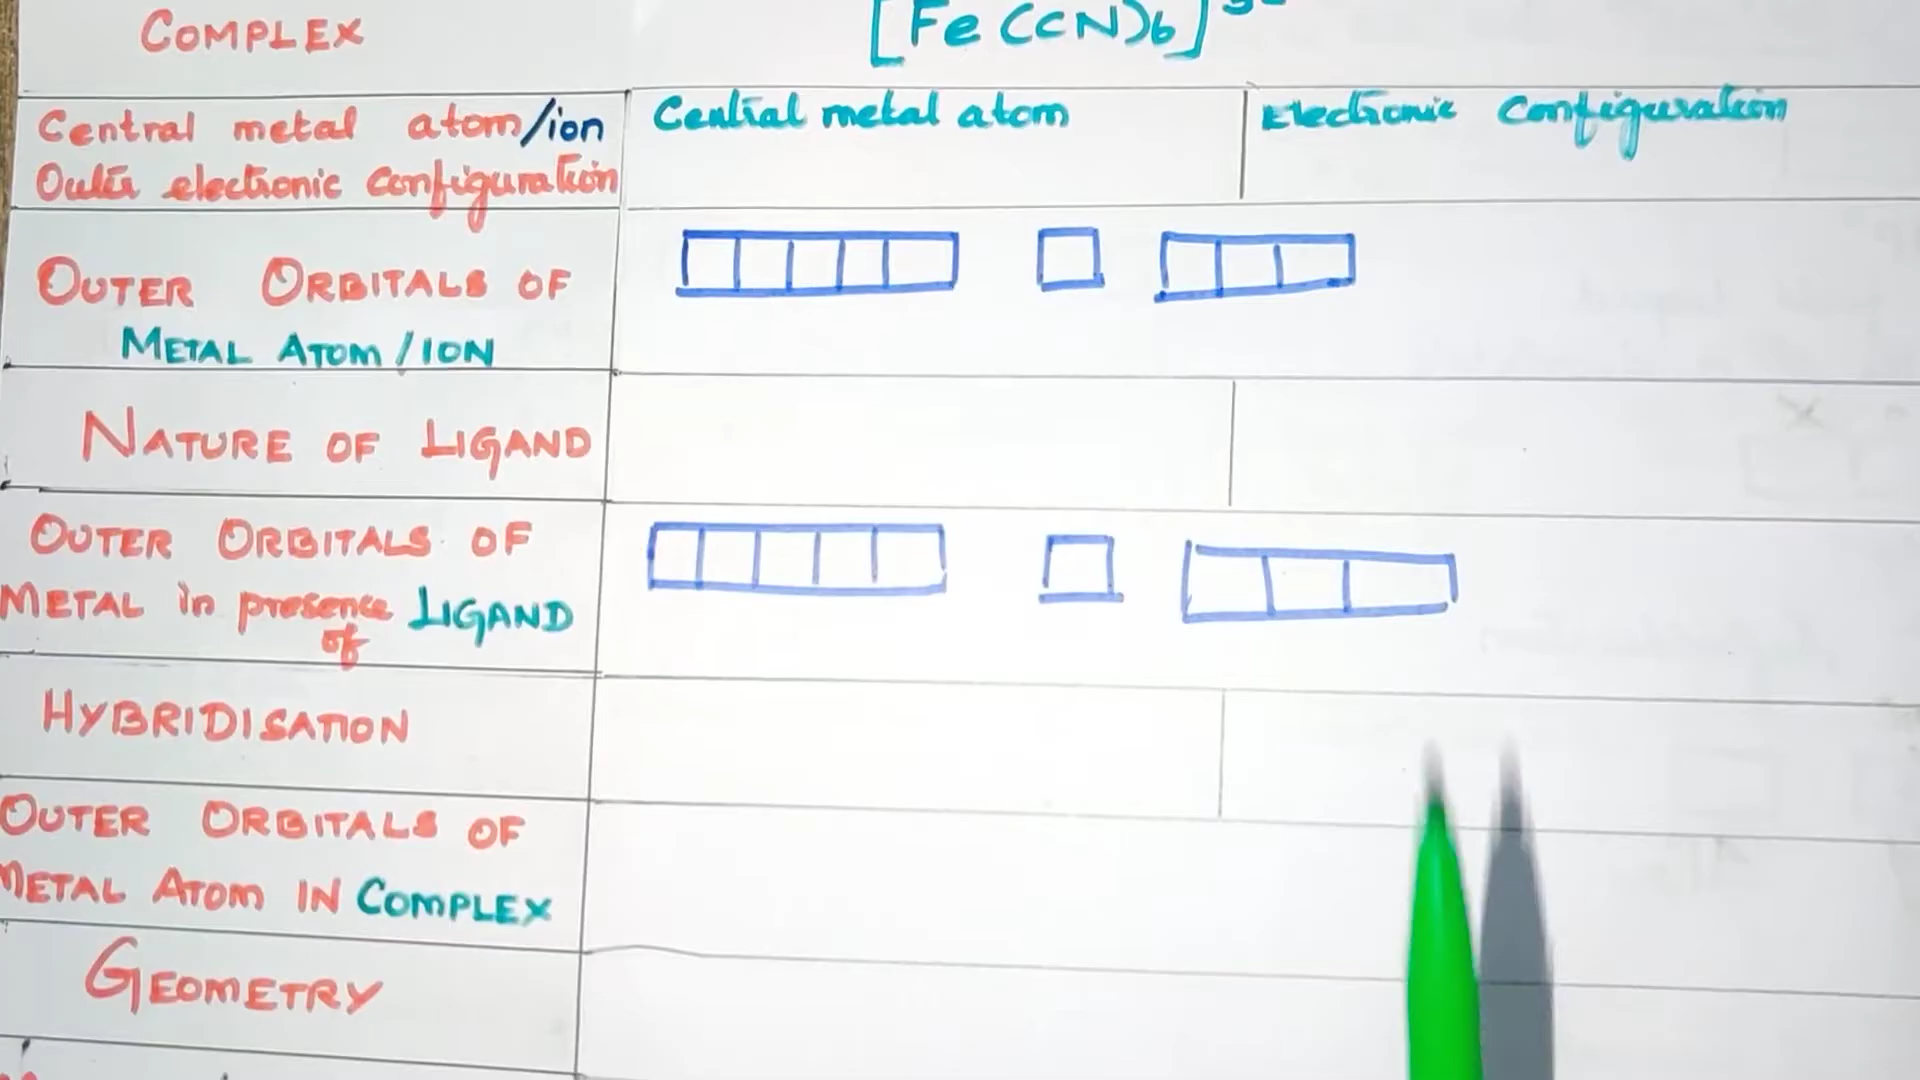 COMPLEX
[Fe(CN)6]3-
Central metal atom/ion
Outer electronic configuration
Central metal atom
Electronic configuration
OUTER ORBITALS OF
METAL ATOM/ION
NATURE OF LIGAND
OUTER ORBITALS OF
METAL in presence LIGAND
of
HYBRIDISATION
OUTER ORBITALS OF
METAL ATOM IN COMPLEX
GEOMETRY